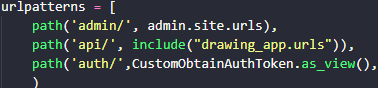 urlpatterns = [
    path('admin/', admin.site.urls),
    path('api/', include("drawing_app.urls")),
    path('auth/',CustomObtainAuthToken.as_view(),
    )